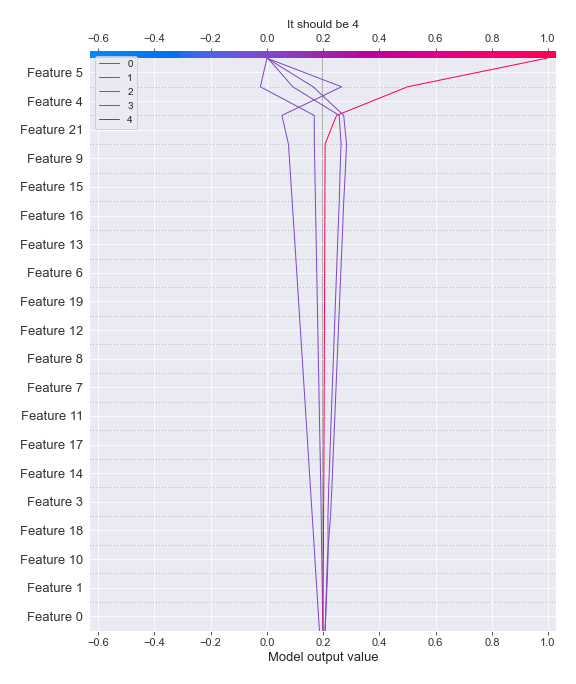 It should be 4
−0.6 −0.4 −0.2 0.0 0.2 0.4 0.6 0.8 1.0
0
1
2
3
4
Feature 5
Feature 4
Feature 21
Feature 9
Feature 15
Feature 16
Feature 13
Feature 6
Feature 19
Feature 12
Feature 8
Feature 7
Feature 11
Feature 17
Feature 14
Feature 3
Feature 18
Feature 10
Feature 1
Feature 0
−0.6 −0.4 −0.2 0.0 0.2 0.4 0.6 0.8 1.0
Model output value